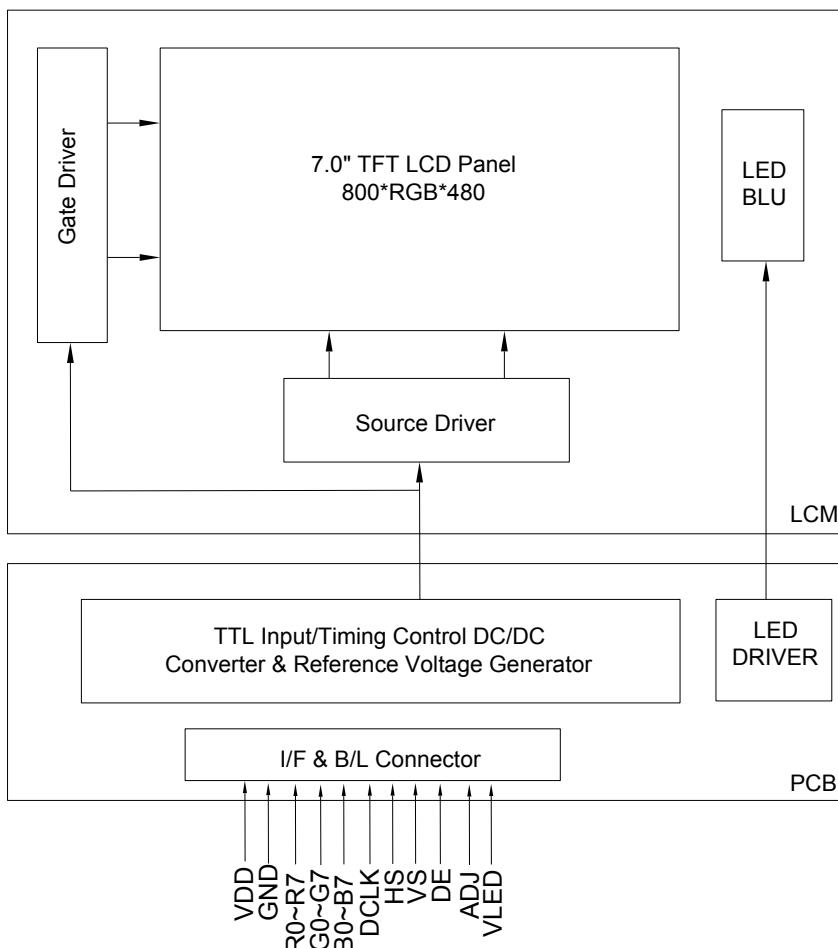 Gate Driver
7.0" TFT LCD Panel
800*RGB*480
LED
BLU
Source Driver
LCM
TTL Input/Timing Control DC/DC
Converter & Reference Voltage Generator
LED
DRIVER
I/F & B/L Connector
PCB
VDD
GND
R0~R7
G0~G7
B0~B7
DCLK
HS
VS
DE
ADJ
VLED